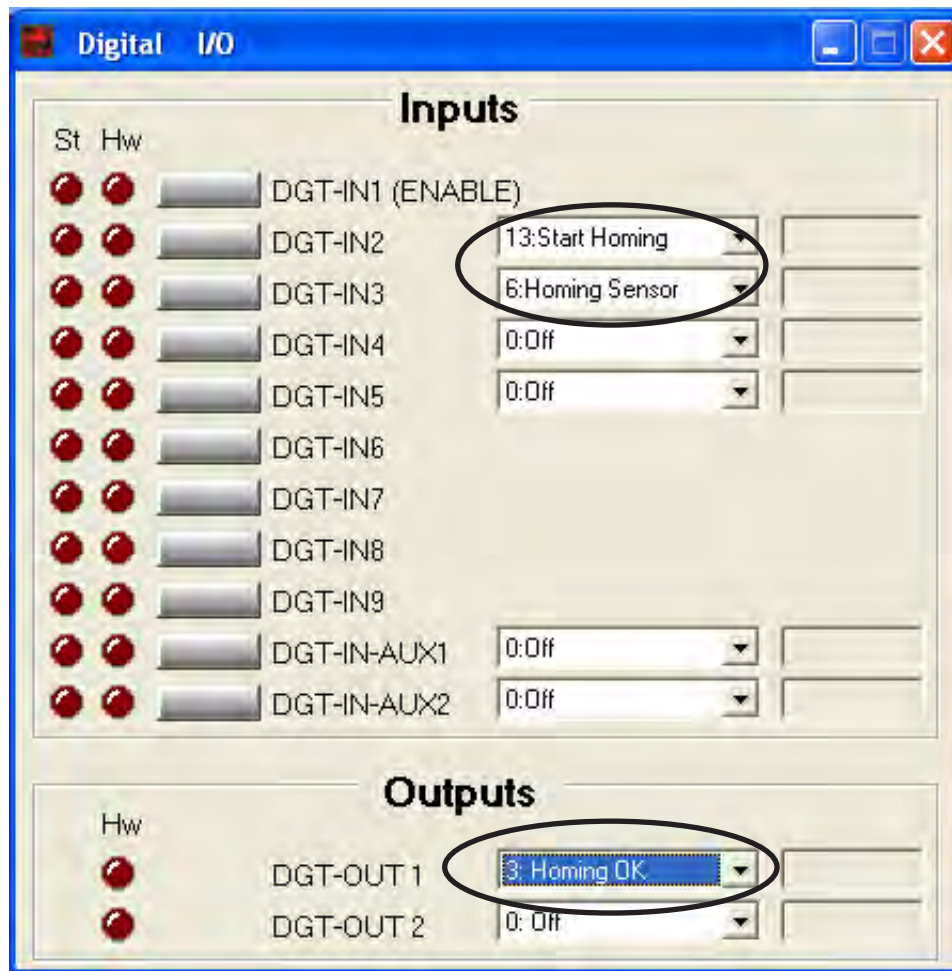 Digital I/O
Inputs
St Hw
DGT-IN1 (ENABLE)
DGT-IN2 13:Start Homing
DGT-IN3 6:Homing Sensor
DGT-IN4 0:Off
DGT-IN5 0:Off
DGT-IN6
DGT-IN7
DGT-IN8
DGT-IN9
DGT-IN-AUX1 0:Off
DGT-IN-AUX2 0:Off
Outputs
Hw
DGT-OUT 1 3: Homing OK
DGT-OUT 2 0: Off